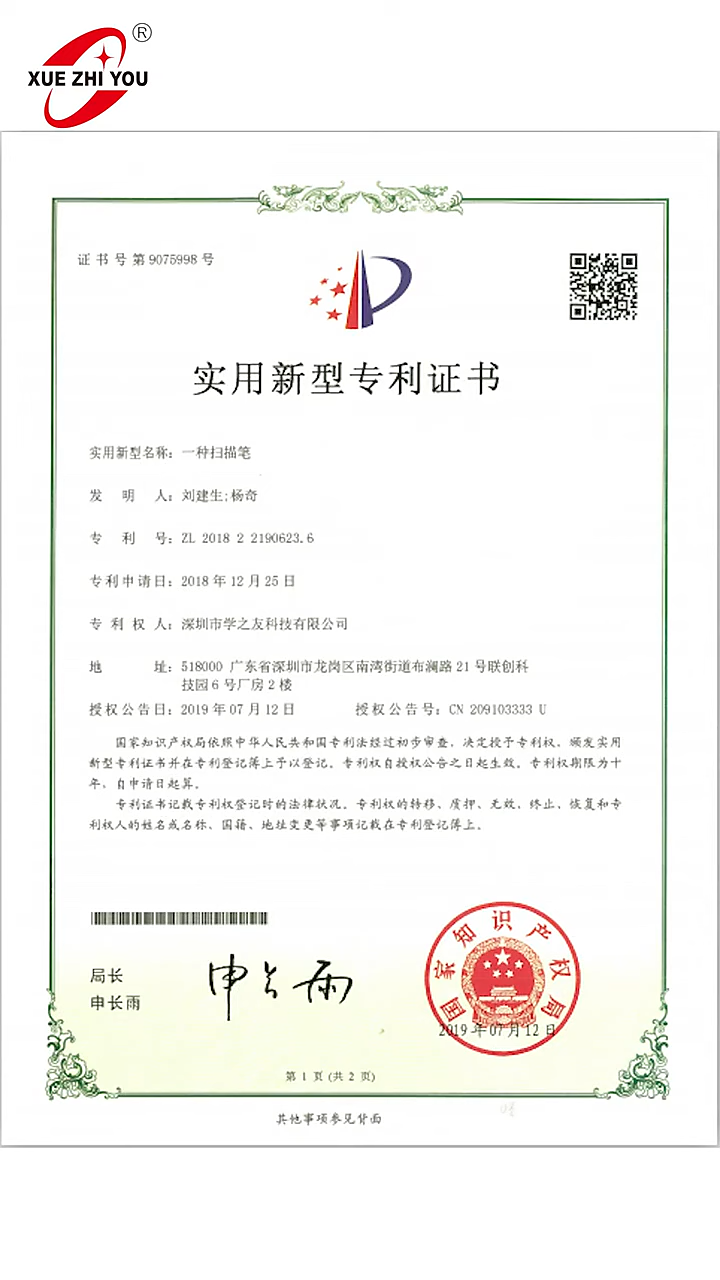 XUE ZHI YOU ®
证书号第9075998号
实用新型专利证书
实用新型名称：一种扫描笔
发明人：刘建生;杨奇
专利号：ZL 2018 2 2190623.6
专利申请日：2018年12月25日
专利权人：深圳市学之友科技有限公司
地址：518000 广东省深圳市龙岗区南湾街道布澜路21号联创科
技园6号厂房2楼
授权公告日：2019年07月12日 授权公告号：CN 209103333 U
国家知识产权局依照中华人民共和国专利法经过初步审查，决定授予专利权，颁发实用
新型专利证书并在专利登记簿上予以登记。专利权自授权公告之日起生效。专利权期限为十
年，自申请日起算。
专利证书记载专利权登记时的法律状况。专利权的转移、质押、无效、终止、恢复和专
利权人的姓名或名称、国籍、地址变更等事项记载在专利登记簿上。
局长
申长雨
申长雨
国家知识产权局
2019年07月12日
第 1 页 (共 2 页)
其他事项参见背面